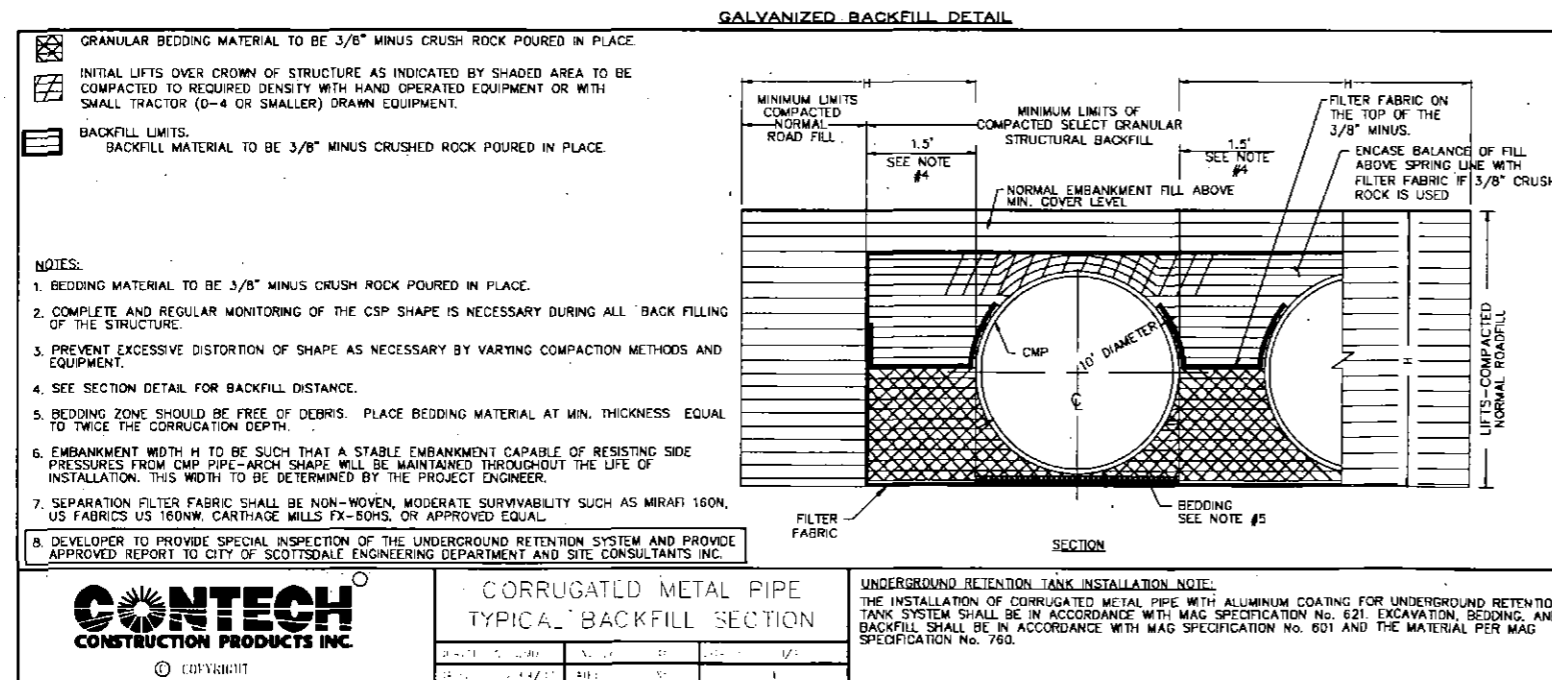 GALVANIZED BACKFILL DETAIL
GRANULAR BEDDING MATERIAL TO BE 3/8" MINUS CRUSH ROCK POURED IN PLACE.
INITIAL LIFTS OVER CROWN OF STRUCTURE AS INDICATED BY SHADED AREA TO BE
COMPACTED TO REQUIRED DENSITY WITH HAND OPERATED EQUIPMENT OR WITH
SMALL TRACTOR (D-4 OR SMALLER) DRAWN EQUIPMENT.
BACKFILL LIMITS.
BACKFILL MATERIAL TO BE 3/8" MINUS CRUSHED ROCK POURED IN PLACE.
NOTES:
1. BEDDING MATERIAL TO BE 3/8" MINUS CRUSH ROCK POURED IN PLACE.
2. COMPLETE AND REGULAR MONITORING OF THE CSP SHAPE IS NECESSARY DURING ALL BACK FILLING
OF THE STRUCTURE.
3. PREVENT EXCESSIVE DISTORTION OF SHAPE AS NECESSARY BY VARYING COMPACTION METHODS AND
EQUIPMENT.
4. SEE SECTION DETAIL FOR BACKFILL DISTANCE.
5. BEDDING ZONE SHOULD BE FREE OF DEBRIS. PLACE BEDDING MATERIAL AT MIN. THICKNESS EQUAL
TO TWICE THE CORRUGATION DEPTH.
6. EMBANKMENT WIDTH H TO BE SUCH THAT A STABLE EMBANKMENT CAPABLE OF RESISTING SIDE
PRESSURES FROM CMP PIPE-ARCH SHAPE WILL BE MAINTAINED THROUGHOUT THE LIFE OF
INSTALLATION. THIS WIDTH TO BE DETERMINED BY THE PROJECT ENGINEER.
7. SEPARATION FILTER FABRIC SHALL BE NON-WOVEN, MODERATE SURVIVABILITY SUCH AS MIRAFI 160N,
US FABRICS US 160NW, CARTHAGE MILLS FX-60HS, OR APPROVED EQUAL.
8. DEVELOPER TO PROVIDE SPECIAL INSPECTION OF THE UNDERGROUND RETENTION SYSTEM AND PROVIDE
APPROVED REPORT TO CITY OF SCOTTSDALE ENGINEERING DEPARTMENT AND SITE CONSULTANTS INC.
H
H
MINIMUM LIMITS
COMPACTED
NORMAL
ROAD FILL
MINIMUM LIMITS OF
COMPACTED SELECT GRANULAR
STRUCTURAL BACKFILL
1.5'
SEE NOTE
#4
1.5'
SEE NOTE
#4
FILTER FABRIC ON
THE TOP OF THE
3/8" MINUS.
ENCASE BALANCE OF FILL
ABOVE SPRING LINE WITH
FILTER FABRIC IF 3/8" CRUSH
ROCK IS USED
NORMAL EMBANKMENT FILL ABOVE
MIN. COVER LEVEL
CMP
10' DIAMETER
H
LIFTS-COMPACTED
NORMAL ROADFILL
FILTER
FABRIC
BEDDING
SEE NOTE #5
SECTION
CONTECH
CONSTRUCTION PRODUCTS INC.
© COPYRIGHT
CORRUGATED METAL PIPE
TYPICAL BACKFILL SECTION
UNDERGROUND RETENTION TANK INSTALLATION NOTE:
THE INSTALLATION OF CORRUGATED METAL PIPE WITH ALUMINUM COATING FOR UNDERGROUND RETENTIO
TANK SYSTEM SHALL BE IN ACCORDANCE WITH MAG SPECIFICATION No. 621. EXCAVATION, BEDDING, AN
BACKFILL SHALL BE IN ACCORDANCE WITH MAG SPECIFICATION No. 601 AND THE MATERIAL PER MAG
SPECIFICATION No. 760.